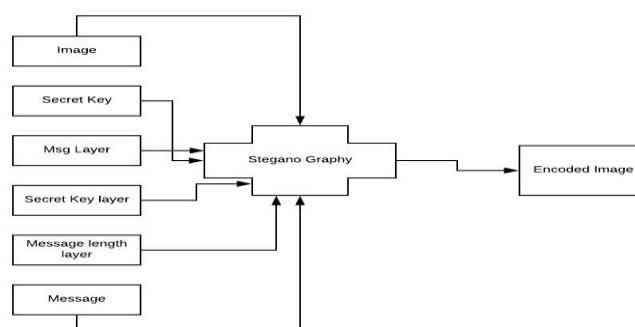 Image
Secret Key
Msg Layer
Stegano Graphy
Encoded Image
Secret Key layer
Message length
layer
Message